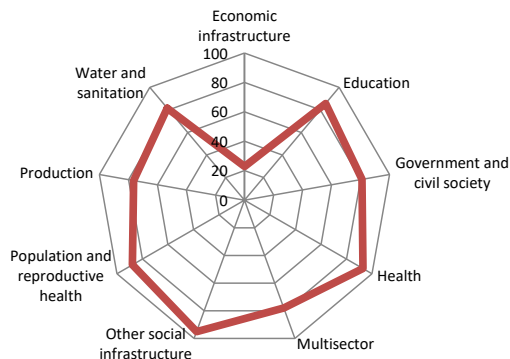 Economic
infrastructure
100
80
60
40
20
0
Education
Government and
civil society
Health
Multisector
Other social
infrastructure
Population and
reproductive
health
Production
Water and
sanitation